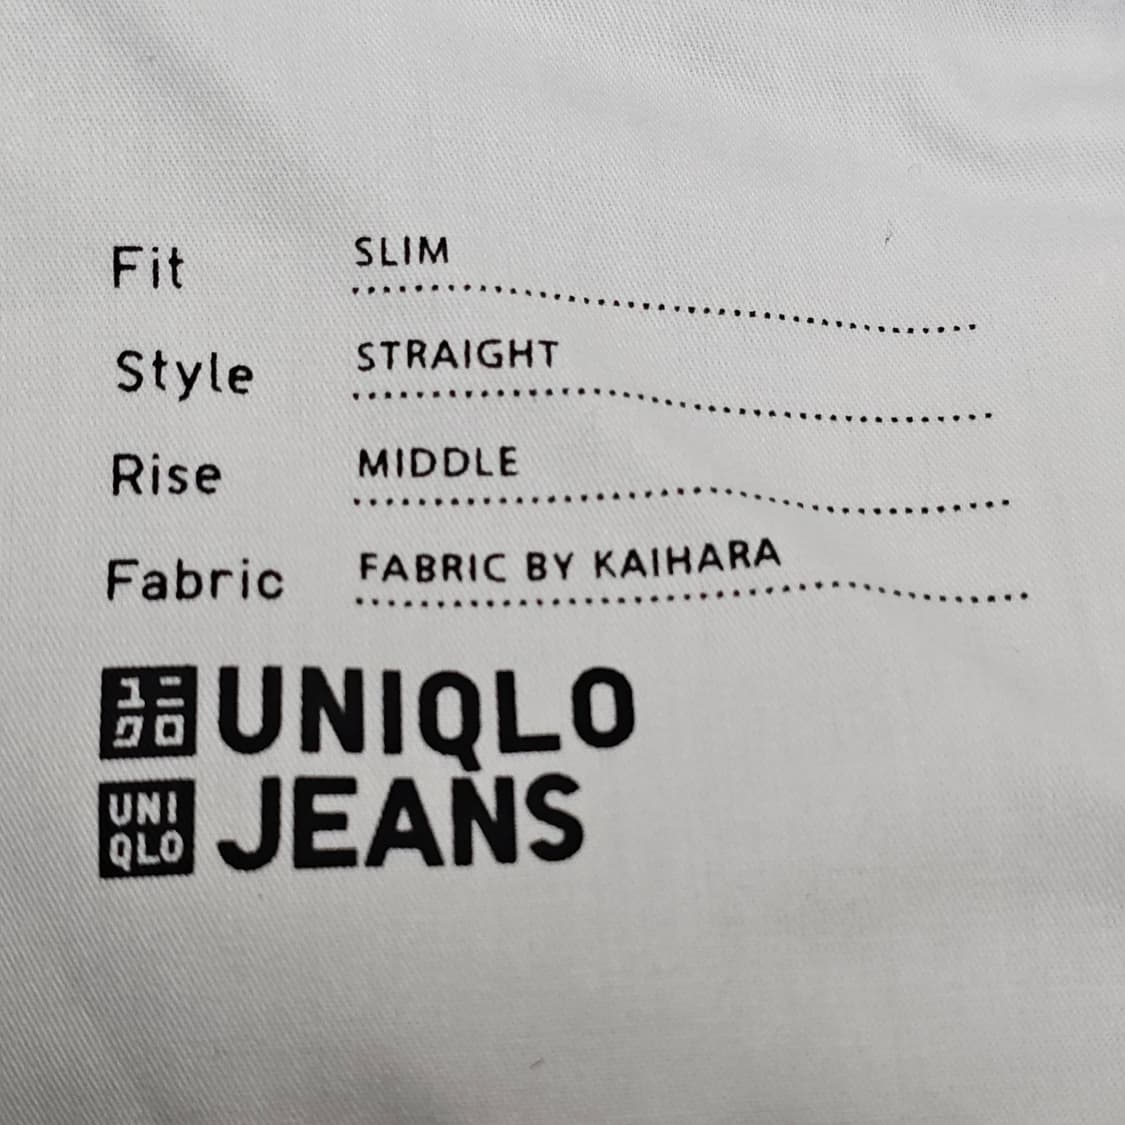 Fit SLIM
Style STRAIGHT
Rise MIDDLE
Fabric FABRIC BY KAIHARA
ユニ
クロ
UNIQLO
UNI
QLO
JEANS